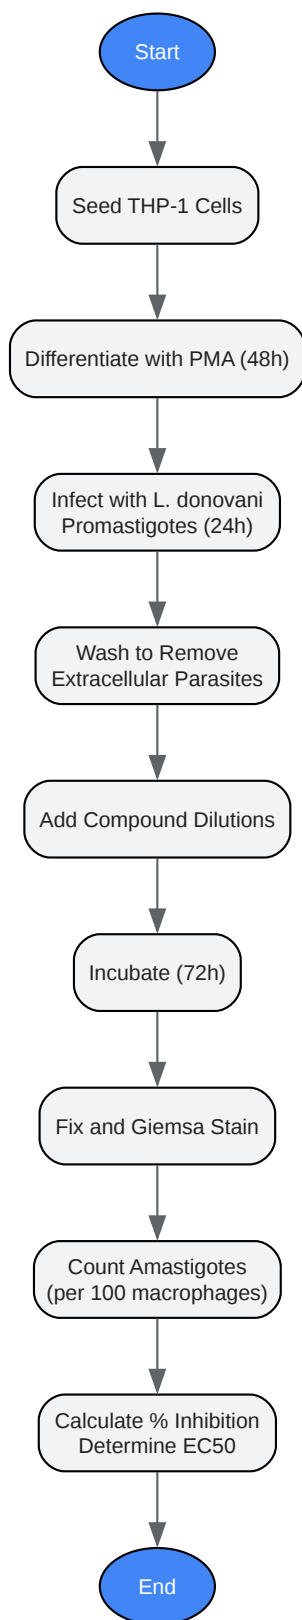 Start
Seed THP-1 Cells
Differentiate with PMA (48h)
Infect with L. donovani
Promastigotes (24h)
Wash to Remove
Extracellular Parasites
Add Compound Dilutions
Incubate (72h)
Fix and Giemsa Stain
Count Amastigotes
(per 100 macrophages)
Calculate % Inhibition
Determine EC50
End